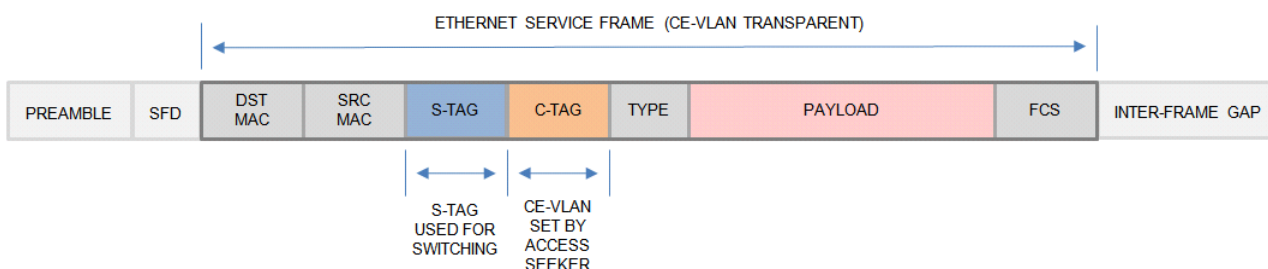 ETHERNET SERVICE FRAME (CE-VLAN TRANSPARENT)
PREAMBLE
SFD
DST
MAC
SRC
MAC
S-TAG
C-TAG
TYPE
PAYLOAD
FCS
INTER-FRAME GAP
S-TAG
USED FOR
SWITCHING
CE-VLAN
SET BY
ACCESS
SEEKER